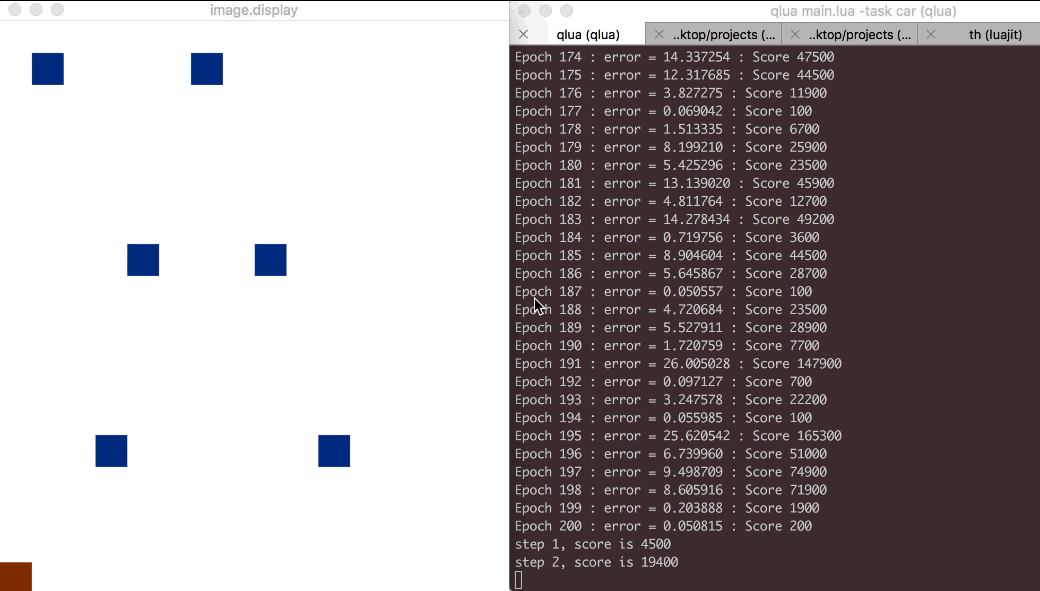 image.display
qlua main.lua -task car (qlua)
qlua (qlua) ..ktop/projects (... ..ktop/projects (... th (luajit)
Epoch 174 : error = 14.337254 : Score 47500
Epoch 175 : error = 12.317685 : Score 44500
Epoch 176 : error = 3.827275 : Score 11900
Epoch 177 : error = 0.069042 : Score 100
Epoch 178 : error = 1.513335 : Score 6700
Epoch 179 : error = 8.199210 : Score 25900
Epoch 180 : error = 5.425296 : Score 23500
Epoch 181 : error = 13.139020 : Score 45900
Epoch 182 : error = 4.811764 : Score 12700
Epoch 183 : error = 14.278434 : Score 49200
Epoch 184 : error = 0.719756 : Score 3600
Epoch 185 : error = 8.904604 : Score 44500
Epoch 186 : error = 5.645867 : Score 28700
Epoch 187 : error = 0.050557 : Score 100
Epoch 188 : error = 4.720684 : Score 23500
Epoch 189 : error = 5.527911 : Score 28900
Epoch 190 : error = 1.720759 : Score 7700
Epoch 191 : error = 26.005028 : Score 147900
Epoch 192 : error = 0.097127 : Score 700
Epoch 193 : error = 3.247578 : Score 22200
Epoch 194 : error = 0.055985 : Score 100
Epoch 195 : error = 25.620542 : Score 165300
Epoch 196 : error = 6.739960 : Score 51000
Epoch 197 : error = 9.498709 : Score 74900
Epoch 198 : error = 8.605916 : Score 71900
Epoch 199 : error = 0.203888 : Score 1900
Epoch 200 : error = 0.050815 : Score 200
step 1, score is 4500
step 2, score is 19400